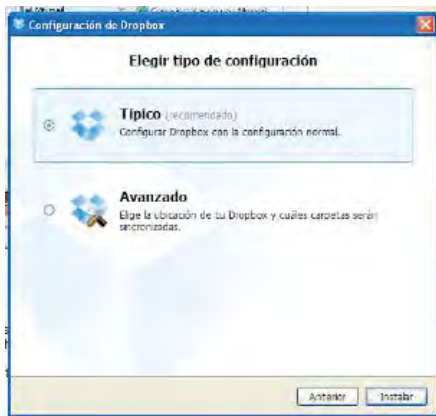 Configuración de Dropbox
Elegir tipo de configuración
Típico (recomendado)
Configurar Dropbox con la configuración normal.
Avanzado
Elige la ubicación de tu Dropbox y cuáles carpetas serán
sincronizadas.
Anterior Instalar